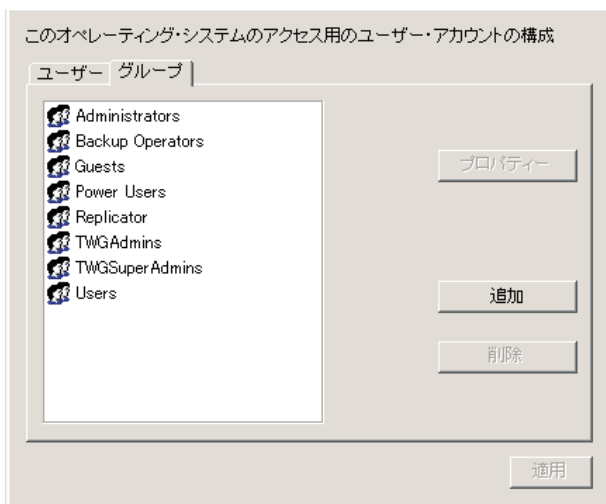 このオペレーティング・システムのアクセス用のユーザー・アカウントの構成
ユーザー グループ
Administrators
Backup Operators
Guests
Power Users
Replicator
TWGAdmins
TWGSuperAdmins
Users
プロパティー
追加
削除
適用